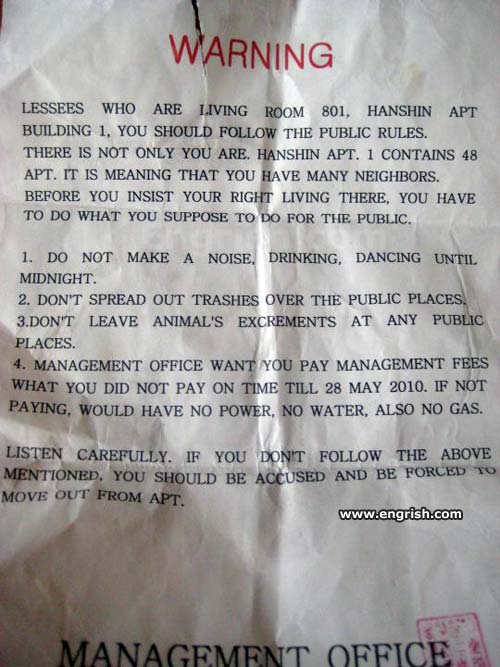 WARNING
LESSEES WHO ARE LIVING ROOM 801, HANSHIN APT
BUILDING 1, YOU SHOULD FOLLOW THE PUBLIC RULES.
THERE IS NOT ONLY YOU ARE. HANSHIN APT. 1 CONTAINS 48
APT. IT IS MEANING THAT YOU HAVE MANY NEIGHBORS.
BEFORE YOU INSIST YOUR RIGHT LIVING THERE, YOU HAVE
TO DO WHAT YOU SUPPOSE TO DO FOR THE PUBLIC.
1. DO NOT MAKE A NOISE, DRINKING, DANCING UNTIL
MIDNIGHT.
2. DON'T SPREAD OUT TRASHES OVER THE PUBLIC PLACES.
3.DON'T LEAVE ANIMAL'S EXCREMENTS AT ANY PUBLIC
PLACES.
4. MANAGEMENT OFFICE WANT YOU PAY MANAGEMENT FEES
WHAT YOU DID NOT PAY ON TIME TILL 28 MAY 2010. IF NOT
PAYING, WOULD HAVE NO POWER, NO WATER, ALSO NO GAS.
LISTEN CAREFULLY. IF YOU DON'T FOLLOW THE ABOVE
MENTIONED, YOU SHOULD BE ACCUSED AND BE FORCED TO
MOVE OUT FROM APT.
www.engrish.com
MANAGEMENT OFFICE